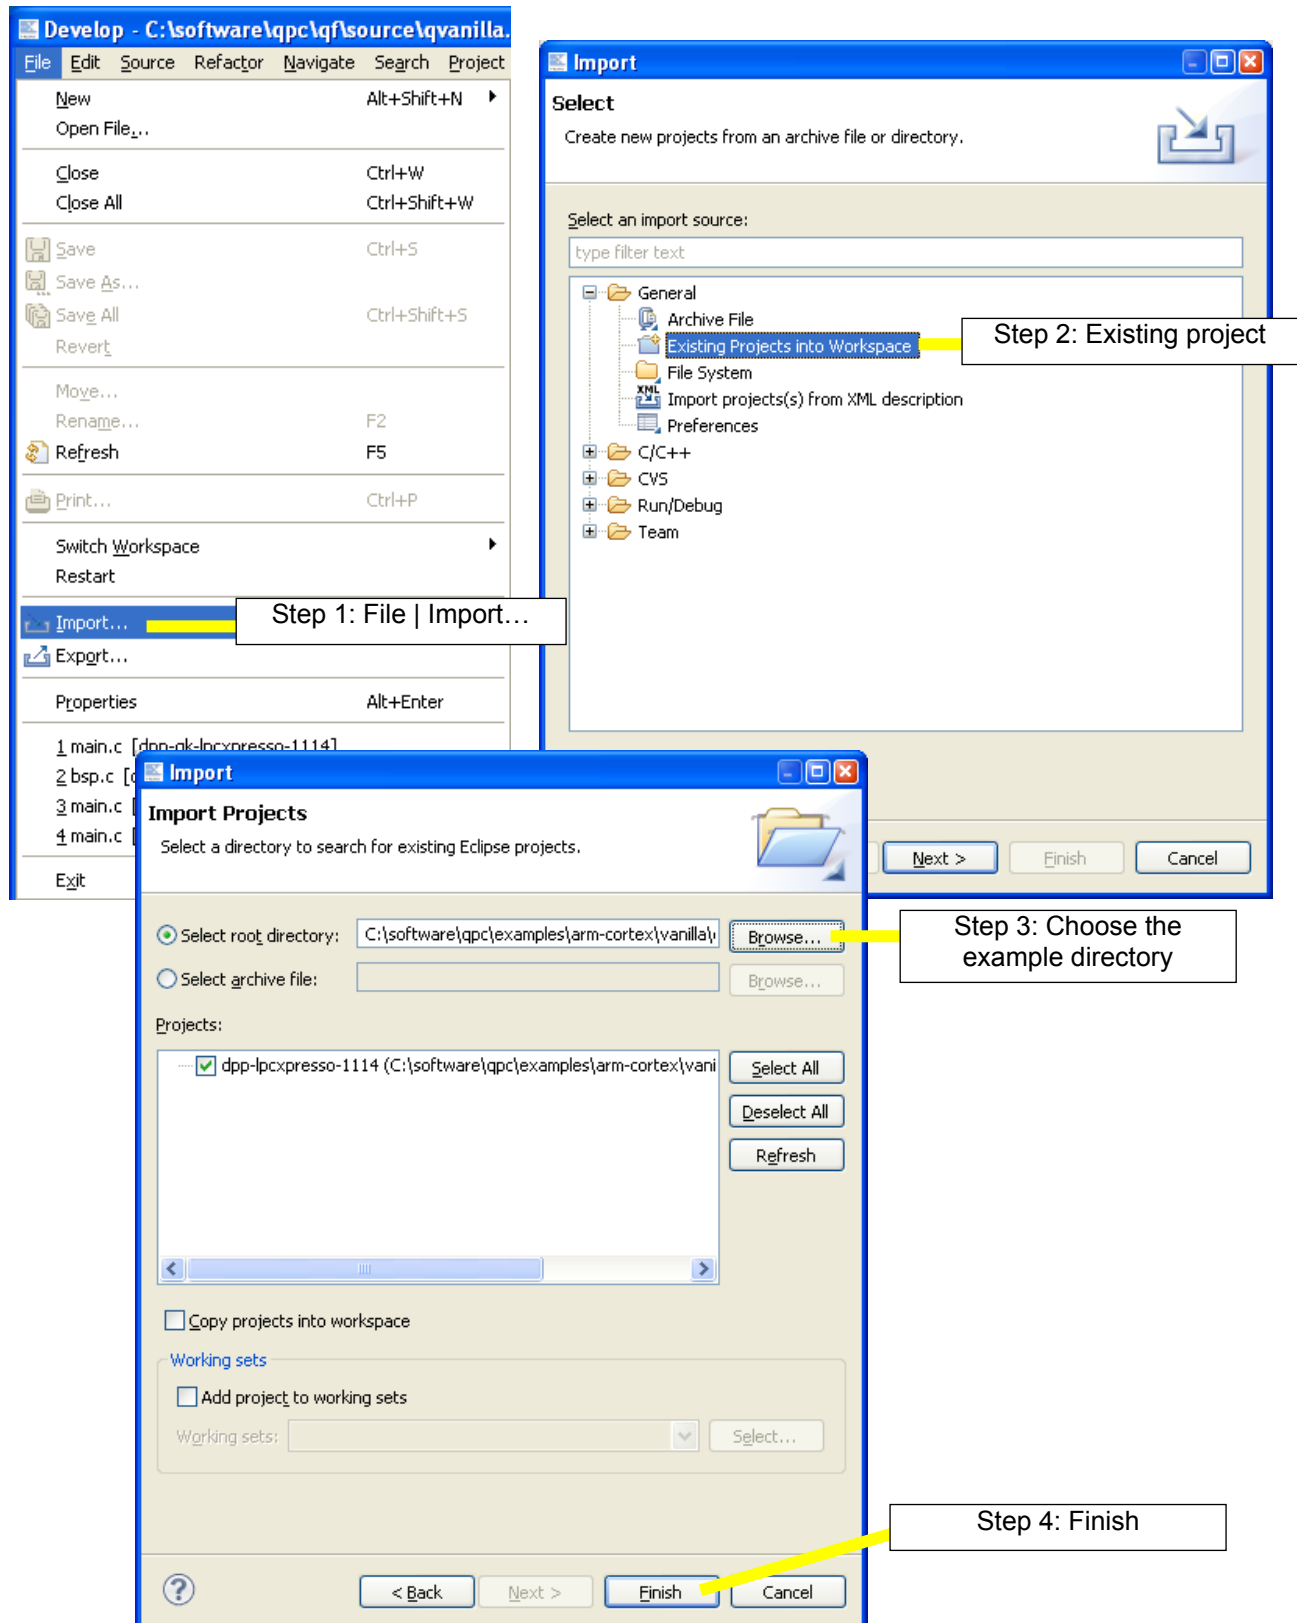 Develop - C:\software\qpc\qf\source\qvanilla.
File Edit Source Refactor Navigate Search Project
New Alt+Shift+N
Open File...
Close Ctrl+W
Close All Ctrl+Shift+W
Save Ctrl+S
Save As...
Save All Ctrl+Shift+S
Revert
Move...
Rename... F2
Refresh F5
Print... Ctrl+P
Switch Workspace
Restart
Import...
Step 1: File | Import…
Export...
Properties Alt+Enter
1 main.c [dpp-qk-lpcxpresso-1114]
2 bsp.c [
3 main.c [
4 main.c [
Exit
Import
Select
Create new projects from an archive file or directory.
Select an import source:
type filter text
General
Archive File
Existing Projects into Workspace
Step 2: Existing project
File System
XML
Import projects(s) from XML description
Preferences
C/C++
CVS
Run/Debug
Team
Next > Finish Cancel
Import
Import Projects
Select a directory to search for existing Eclipse projects.
Select root directory: C:\software\qpc\examples\arm-cortex\vanilla\ Browse...
Step 3: Choose the
example directory
Select archive file: Browse...
Projects:
dpp-lpcxpresso-1114 (C:\software\qpc\examples\arm-cortex\vani
Select All
Deselect All
Refresh
Copy projects into workspace
Working sets
Add project to working sets
Working sets: Select...
Step 4: Finish
? < Back Next > Finish Cancel